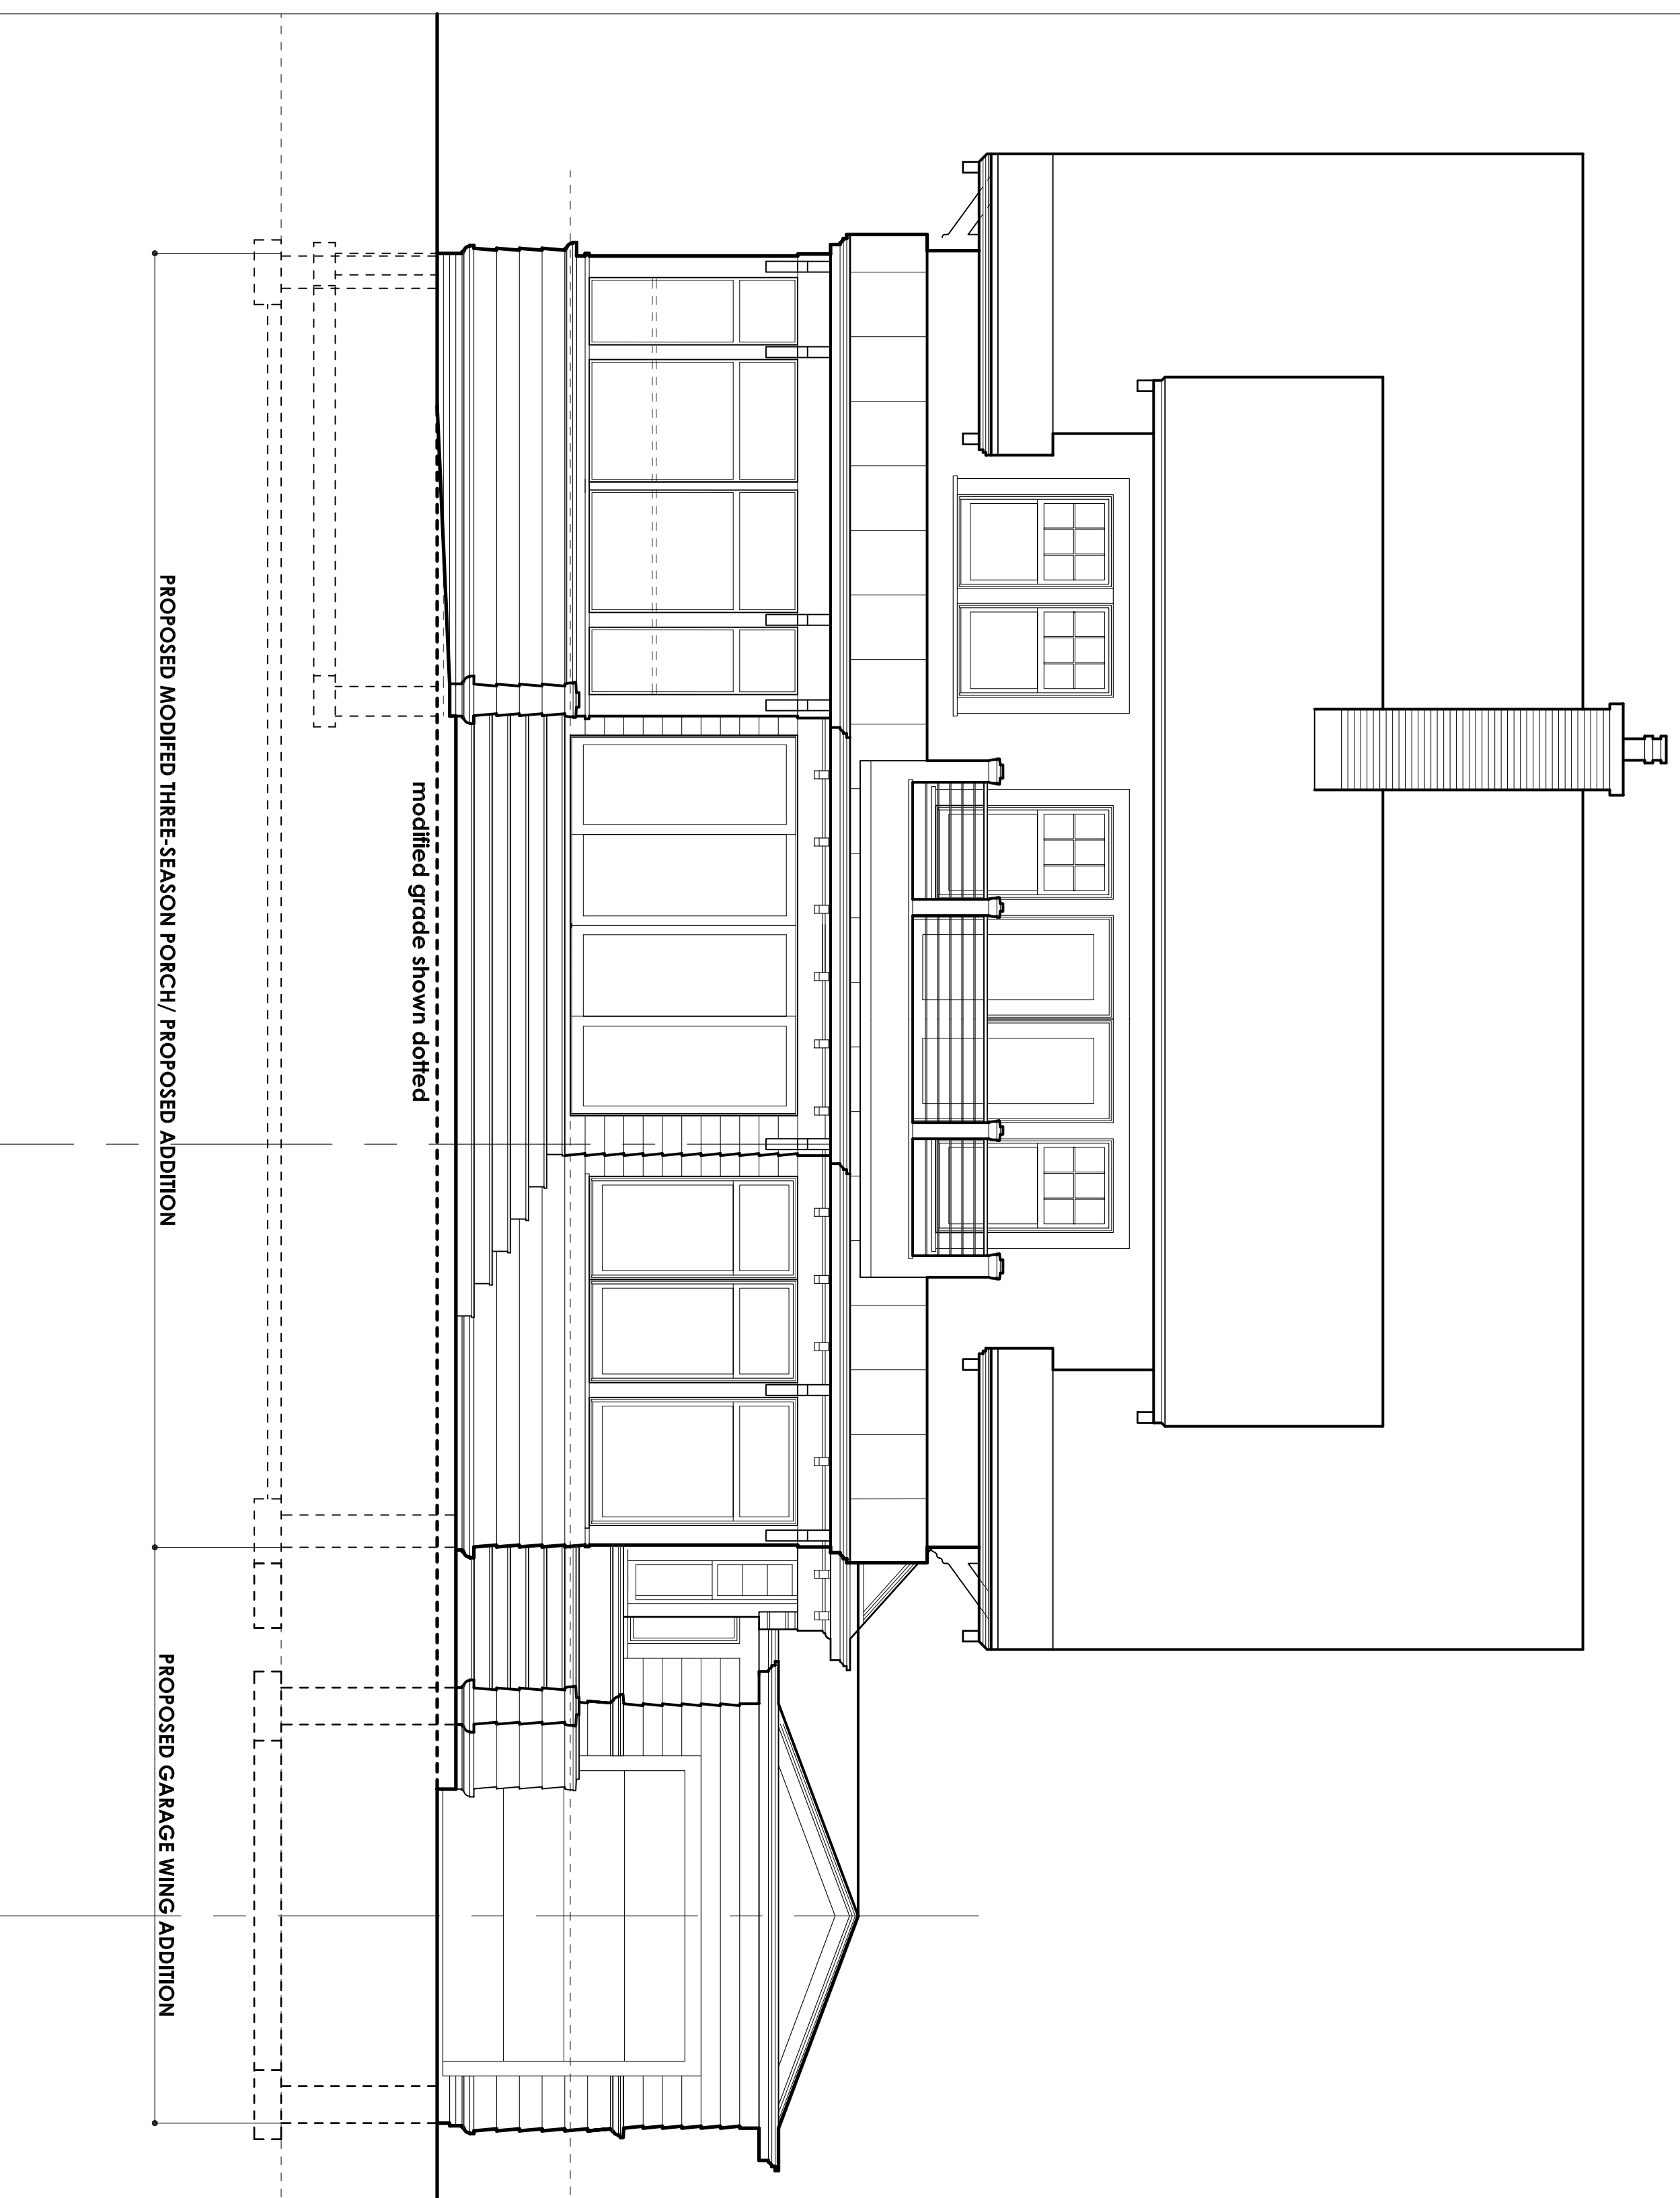 modified grade shown dotted
PROPOSED MODIFED THREE-SEASON PORCH/ PROPOSED ADDITION
PROPOSED GARAGE WING ADDITION